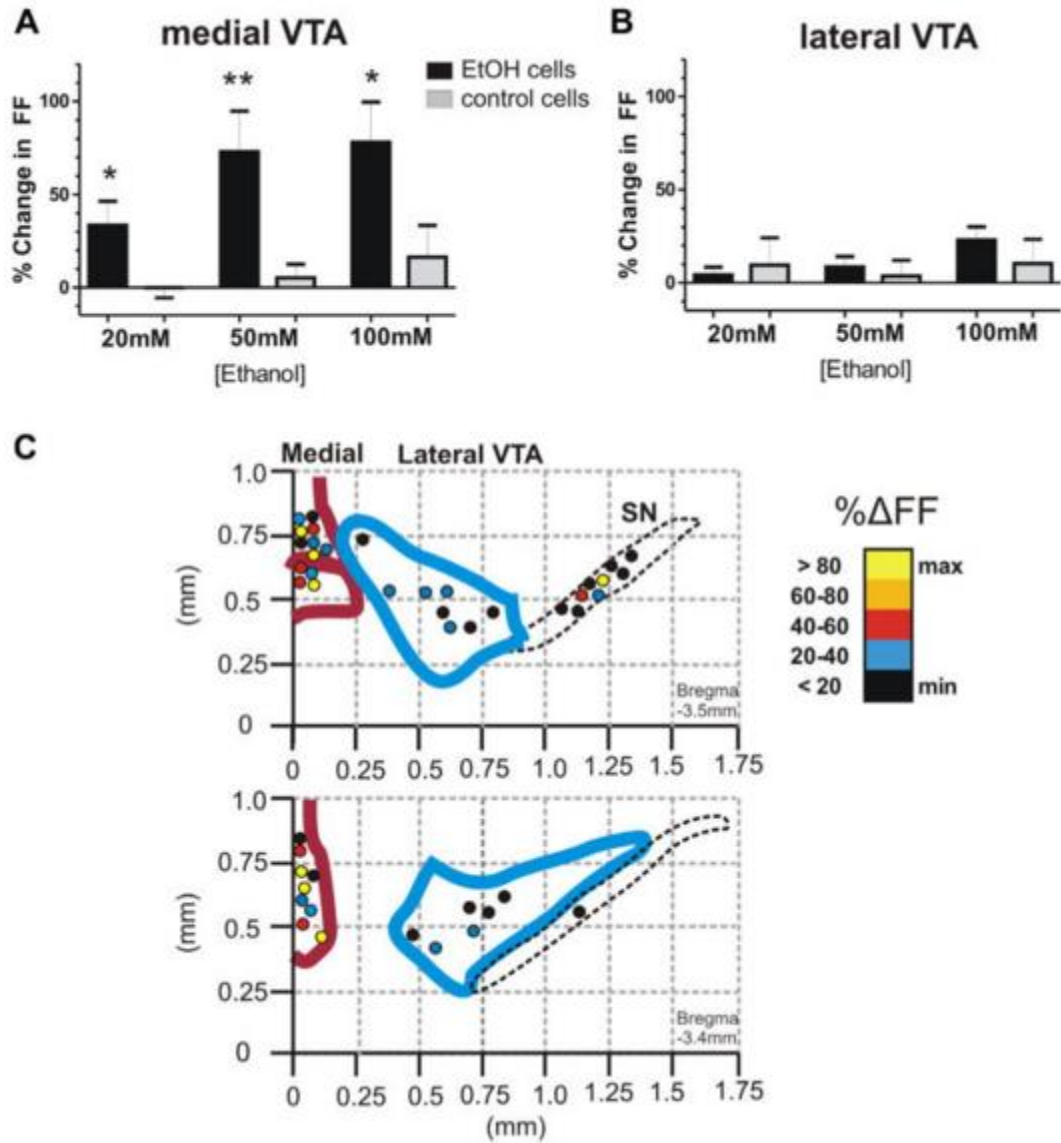 A
medial VTA
**
*
*
EtOH cells
control cells
% Change in FF
100
50
0
20mM
50mM
100mM
[Ethanol]
B
lateral VTA
% Change in FF
100
50
0
20mM
50mM
100mM
[Ethanol]
C
Medial
Lateral VTA
SN
(mm)
1.0
0.75
0.5
0.25
0
0 0.25 0.5 0.75 1.0 1.25 1.5 1.75
Bregma
-3.5mm
%ΔFF
> 80
60-80
40-60
20-40
< 20
max
min
(mm)
1.0
0.75
0.5
0.25
0
Bregma
-3.4mm
0 0.25 0.5 0.75 1.0 1.25 1.5 1.75
(mm)